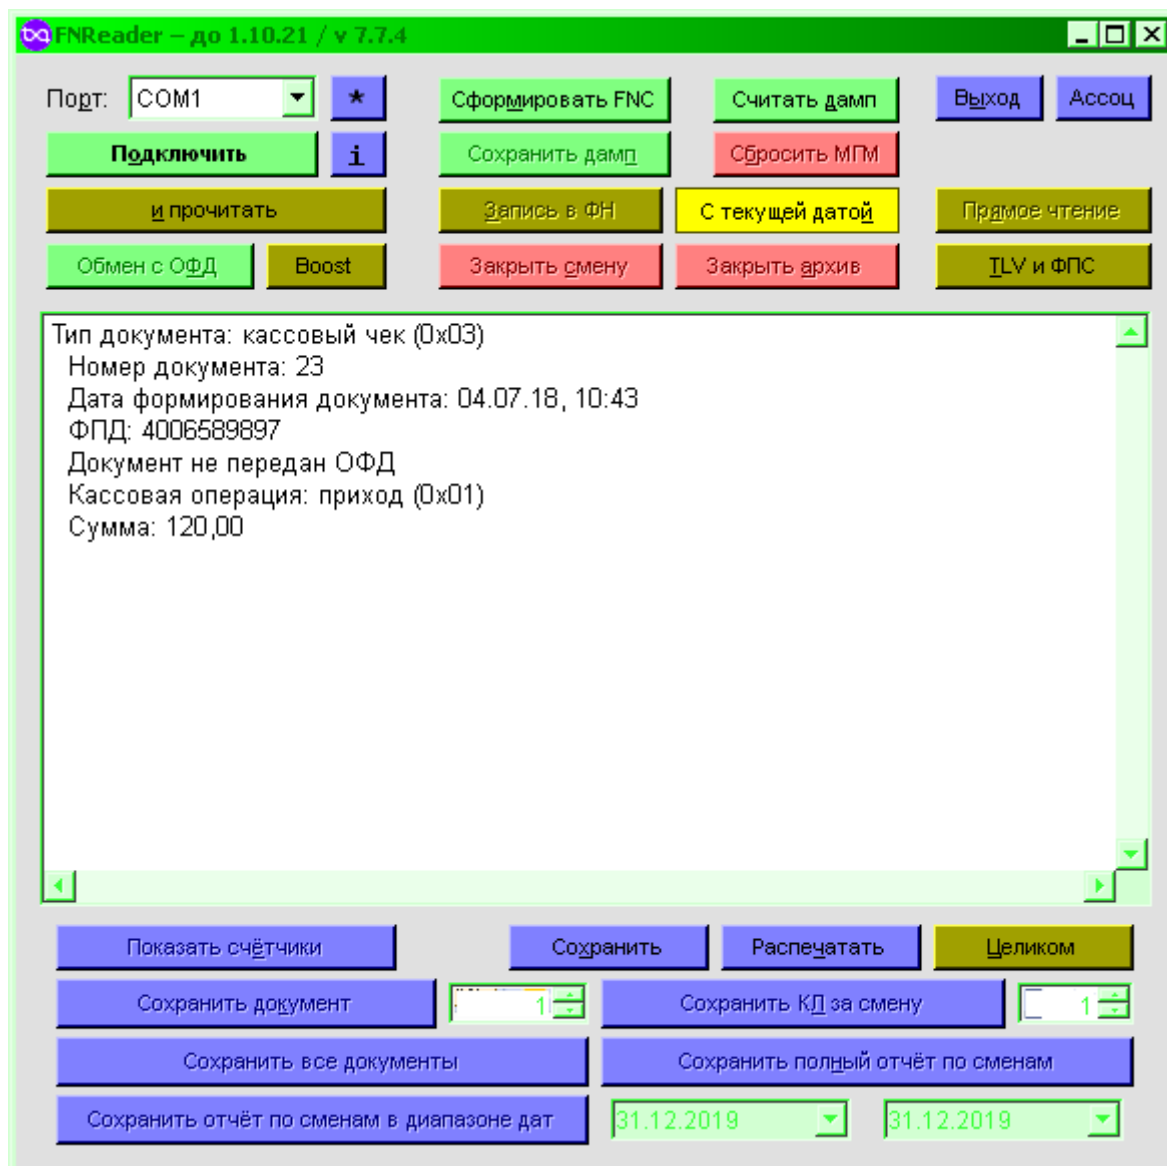 FNReader – до 1.10.21 / v 7.7.4
Порт: COM1 * Сформировать FNC Считать дамп Выход Ассоц
Подключить i Сохранить дамп Сбросить МГМ
и прочитать Запись в ФН С текущей датой Прямое чтение
Обмен с ОФД Boost Закрыть смену Закрыть архив TLV и ФПС
Тип документа: кассовый чек (0x03)
Номер документа: 23
Дата формирования документа: 04.07.18, 10:43
ФПД: 4006589897
Документ не передан ОФД
Кассовая операция: приход (0x01)
Сумма: 120,00
Показать счётчики Сохранить Распечатать Целиком
Сохранить документ 1 Сохранить КЛ за смену 1
Сохранить все документы Сохранить полный отчёт по сменам
Сохранить отчёт по сменам в диапазоне дат 31.12.2019 31.12.2019